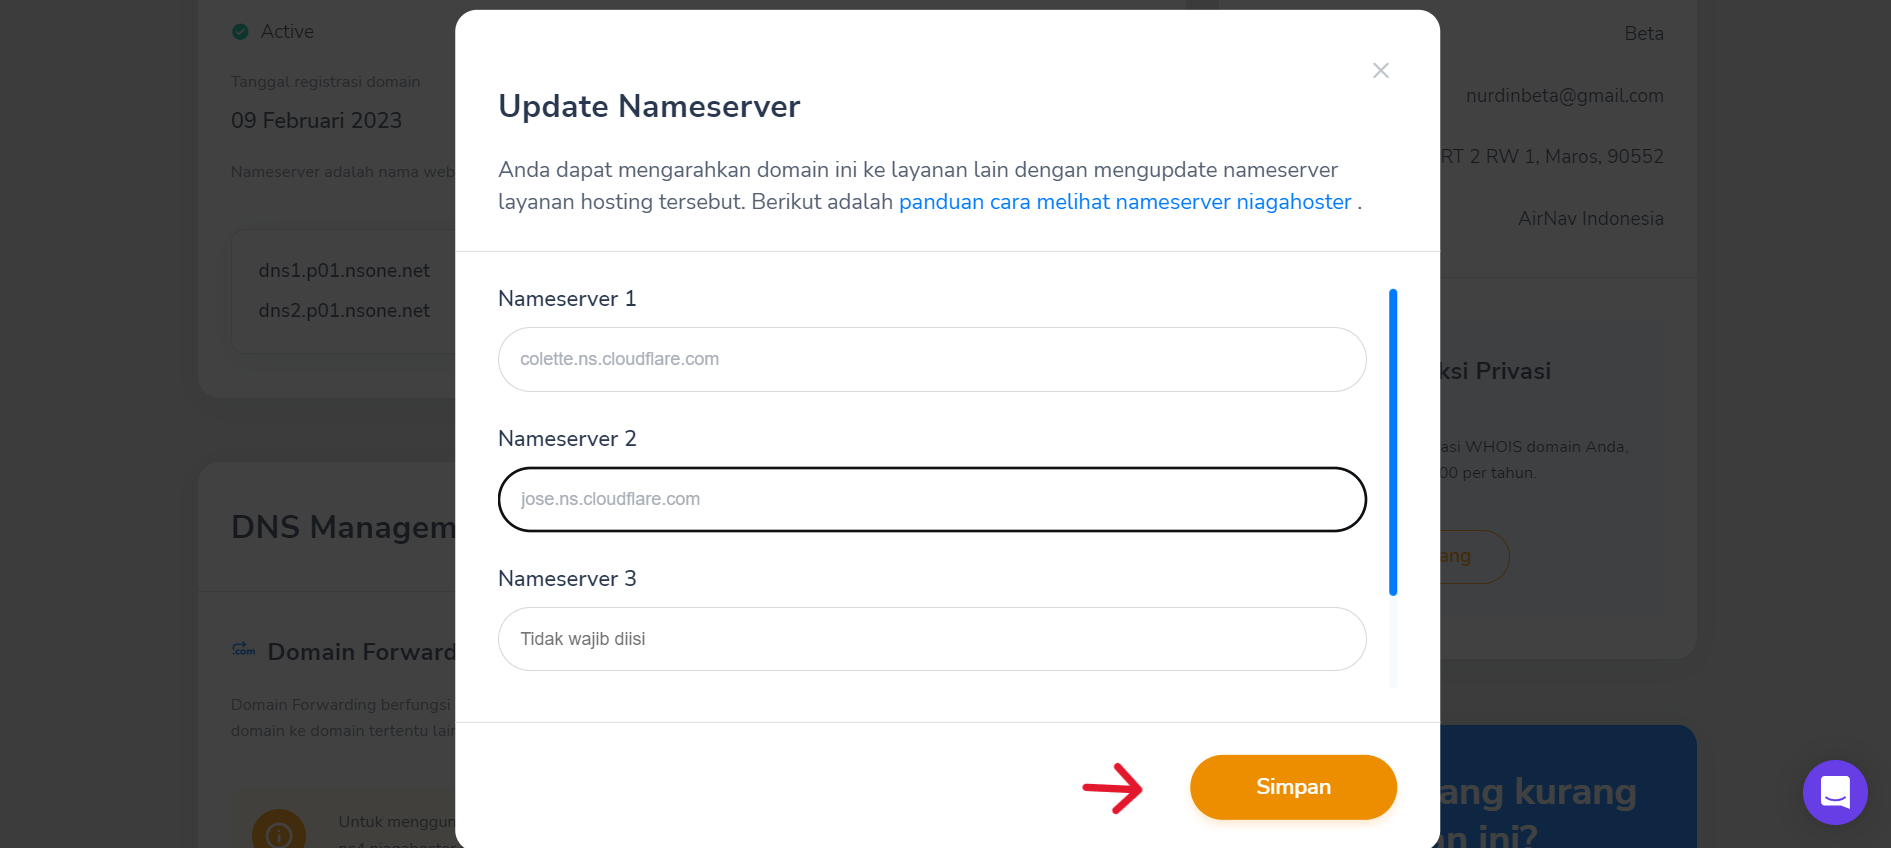 Active
Tanggal registrasi domain
09 Februari 2023
Nameserver adalah nama web
dns1.p01.nsone.net
dns2.p01.nsone.net
DNS Managem
.com
Domain Forward
Domain Forwarding berfungsi
domain ke domain tertentu lai
Untuk menggun
Update Nameserver
Anda dapat mengarahkan domain ini ke layanan lain dengan mengupdate nameserver
layanan hosting tersebut. Berikut adalah panduan cara melihat nameserver niagahoster .
Nameserver 1
colette.ns.cloudflare.com
Nameserver 2
jose.ns.cloudflare.com
Nameserver 3
Tidak wajib diisi
Simpan
Beta
nurdinbeta@gmail.com
RT 2 RW 1, Maros, 90552
AirNav Indonesia
ksi Privasi
asi WHOIS domain Anda,
00 per tahun.
ang
ang kurang
n ini?